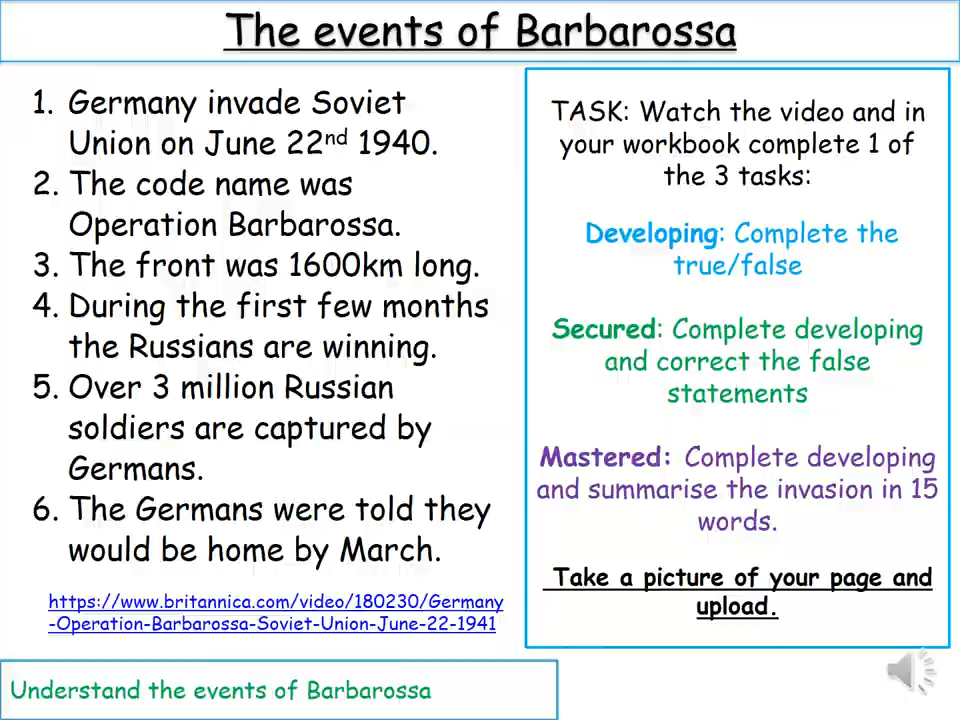 The events of Barbarossa
1. Germany invade Soviet
Union on June 22nd 1940.
2. The code name was
Operation Barbarossa.
3. The front was 1600km long.
4. During the first few months
the Russians are winning.
5. Over 3 million Russian
soldiers are captured by
Germans.
6. The Germans were told they
would be home by March.
https://www.britannica.com/video/180230/Germany
-Operation-Barbarossa-Soviet-Union-June-22-1941
TASK: Watch the video and in
your workbook complete 1 of
the 3 tasks:
Developing: Complete the
true/false
Secured: Complete developing
and correct the false
statements
Mastered: Complete developing
and summarise the invasion in 15
words.
Take a picture of your page and
upload.
Understand the events of Barbarossa